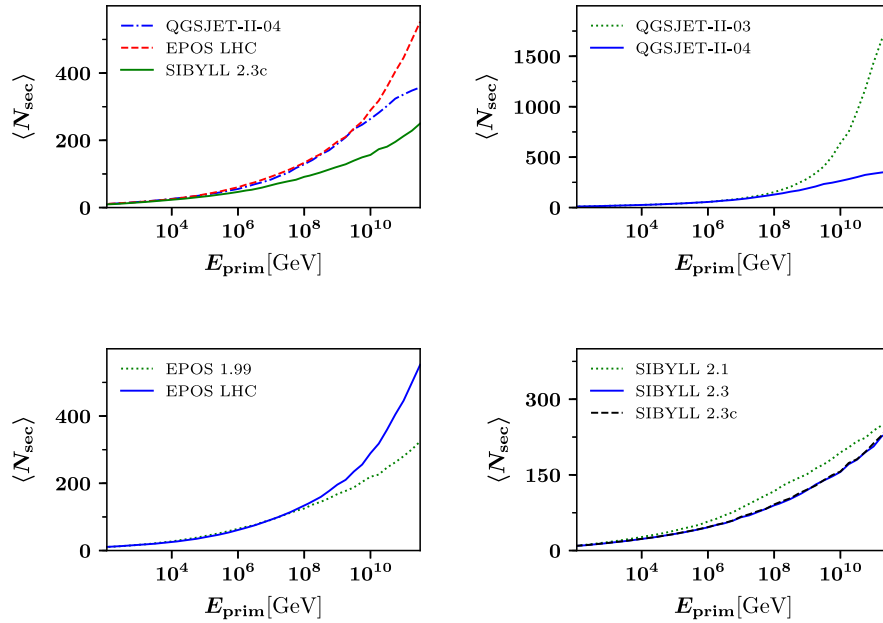 QGSJET-II-04
EPOS LHC
SIBYLL 2.3c
400
200
0
⟨N_sec⟩
10^4 10^6 10^8 10^10
E_prim[GeV]
QGSJET-II-03
QGSJET-II-04
1500
1000
500
0
⟨N_sec⟩
10^4 10^6 10^8 10^10
E_prim[GeV]
EPOS 1.99
EPOS LHC
400
200
0
⟨N_sec⟩
10^4 10^6 10^8 10^10
E_prim[GeV]
SIBYLL 2.1
SIBYLL 2.3
SIBYLL 2.3c
300
150
0
⟨N_sec⟩
10^4 10^6 10^8 10^10
E_prim[GeV]